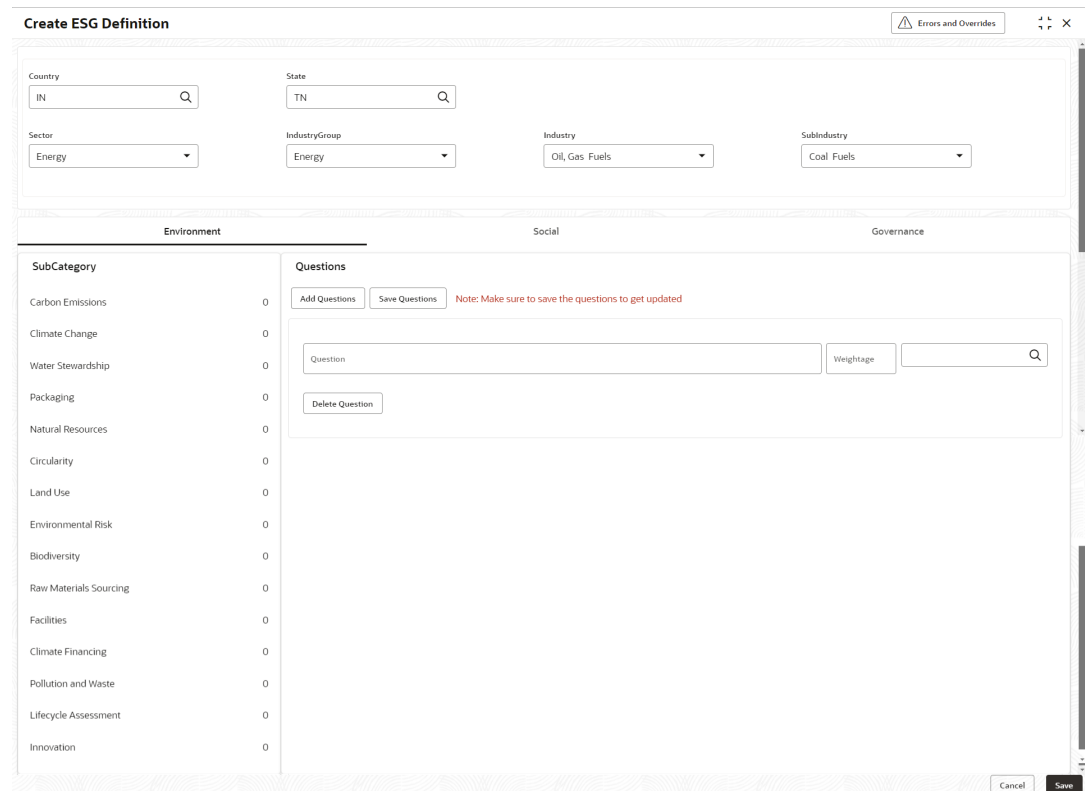 Create ESG Definition
Errors and Overrides
Country
State
IN
TN
Sector
IndustryGroup
Industry
SubIndustry
Energy
Energy
Oil, Gas Fuels
Coal Fuels
Environment
Social
Governance
SubCategory
Carbon Emissions 0
Climate Change 0
Water Stewardship 0
Packaging 0
Natural Resources 0
Circularity 0
Land Use 0
Environmental Risk 0
Biodiversity 0
Raw Materials Sourcing 0
Facilities 0
Climate Financing 0
Pollution and Waste 0
Lifecycle Assessment 0
Innovation 0
Questions
Add Questions
Save Questions
Note: Make sure to save the questions to get updated
Question
Weightage
Delete Question
Cancel
Save